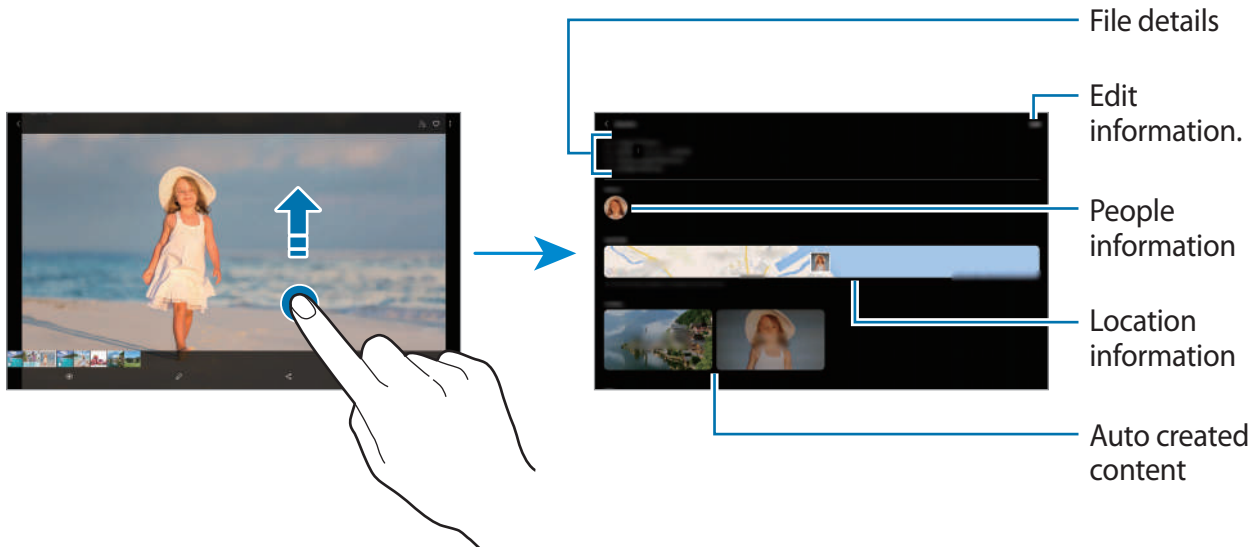 File details
Edit
information.
People
information
Location
information
Auto created
content